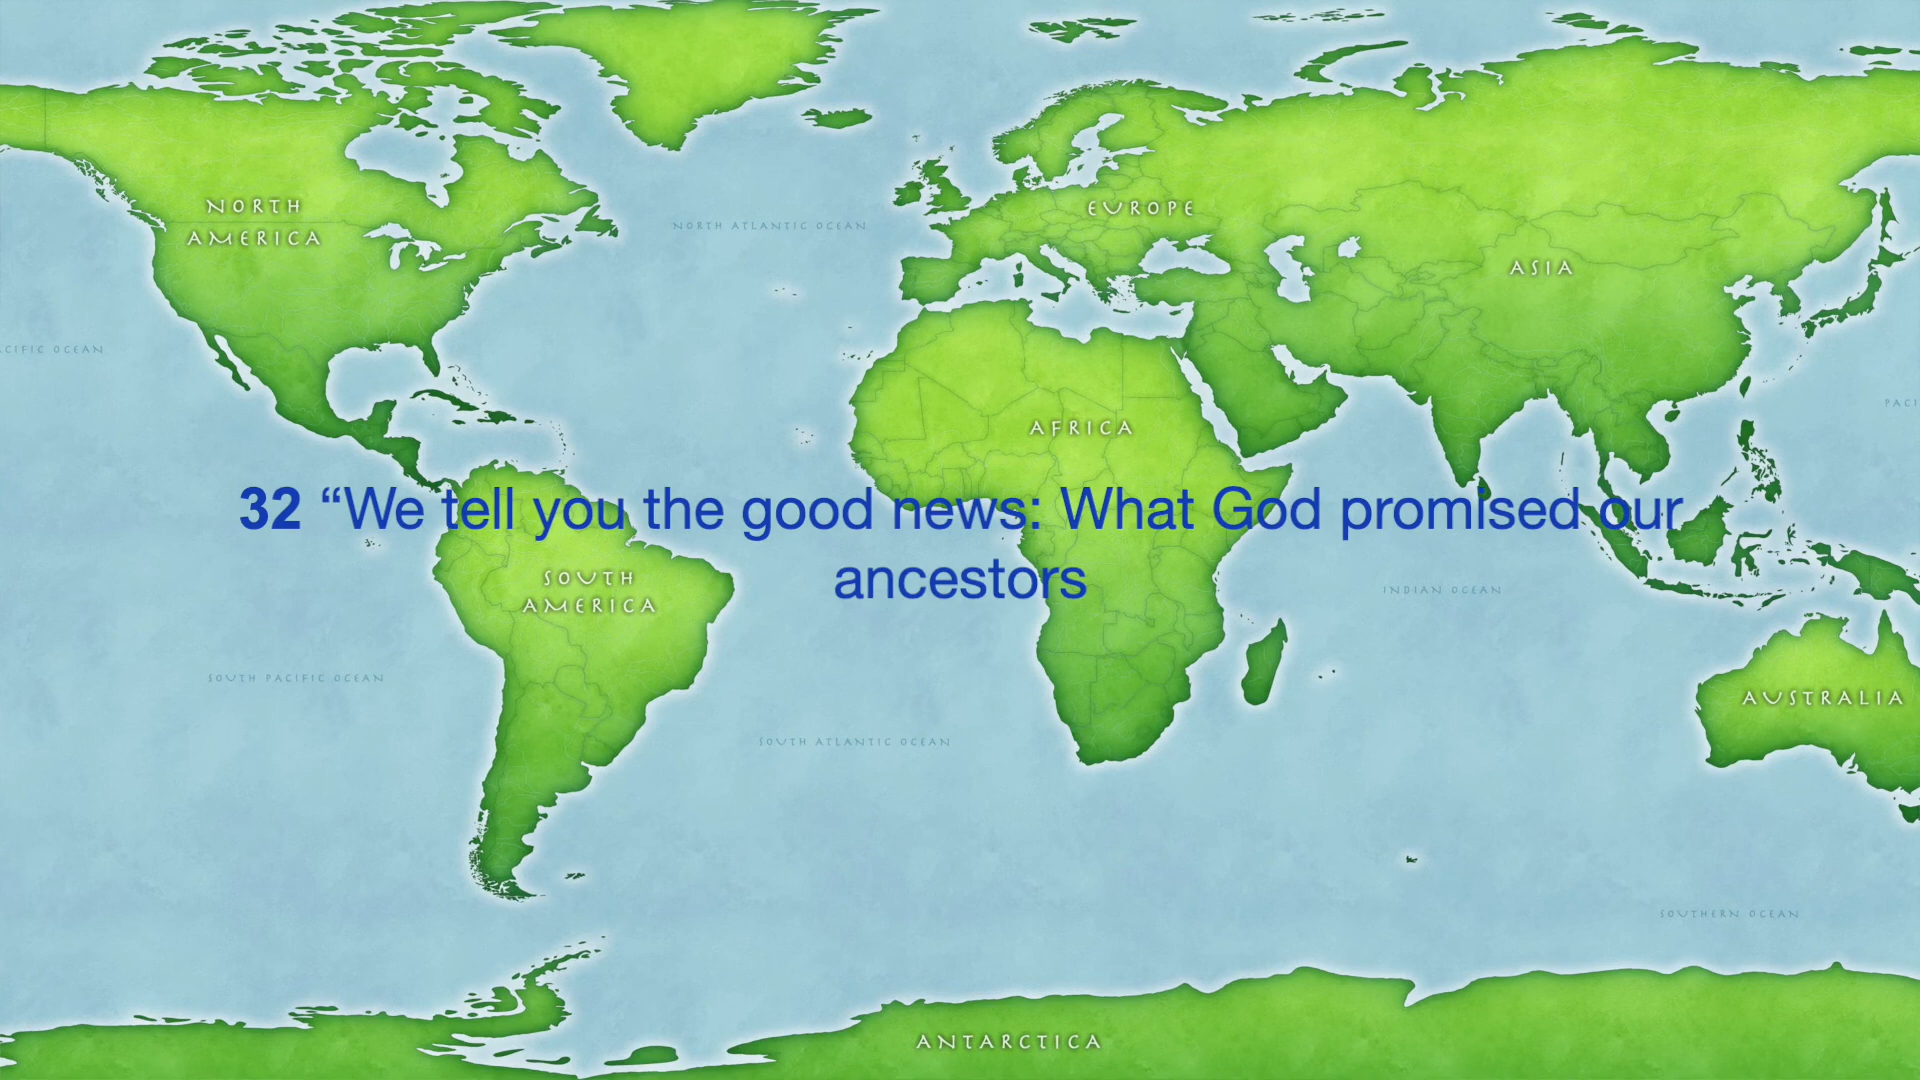 NORTH
AMERICA
EUROPE
NORTH ATLANTIC OCEAN
ASIA
CIFIC OCEAN
PACI
AFRICA
32 “We tell you the good news: What God promised our
ancestors
SOUTH
AMERICA
INDIAN OCEAN
SOUTH PACIFIC OCEAN
AUSTRALIA
SOUTH ATLANTIC OCEAN
SOUTHERN OCEAN
ANTARCTICA